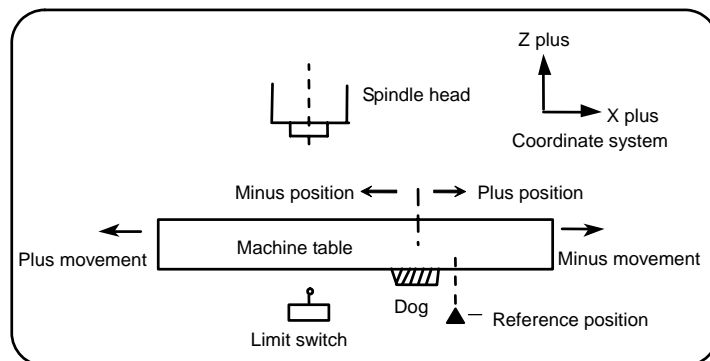 Z plus
Spindle head
X plus
Coordinate system
Minus position
Plus position
Plus movement
Machine table
Minus movement
Dog
Limit switch
Reference position